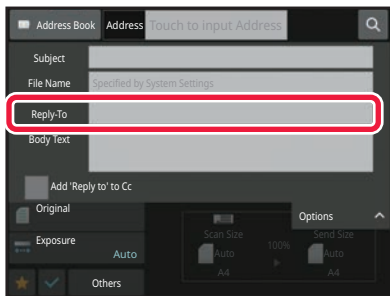 Address Book Address Touch to input Address
Subject
File Name Specified by System Settings
Reply-To
Body Text
Add 'Reply to' to Cc
Original
Options
Scan Size Send Size
Exposure
Auto
100%
Auto Auto
A4 A4
Others